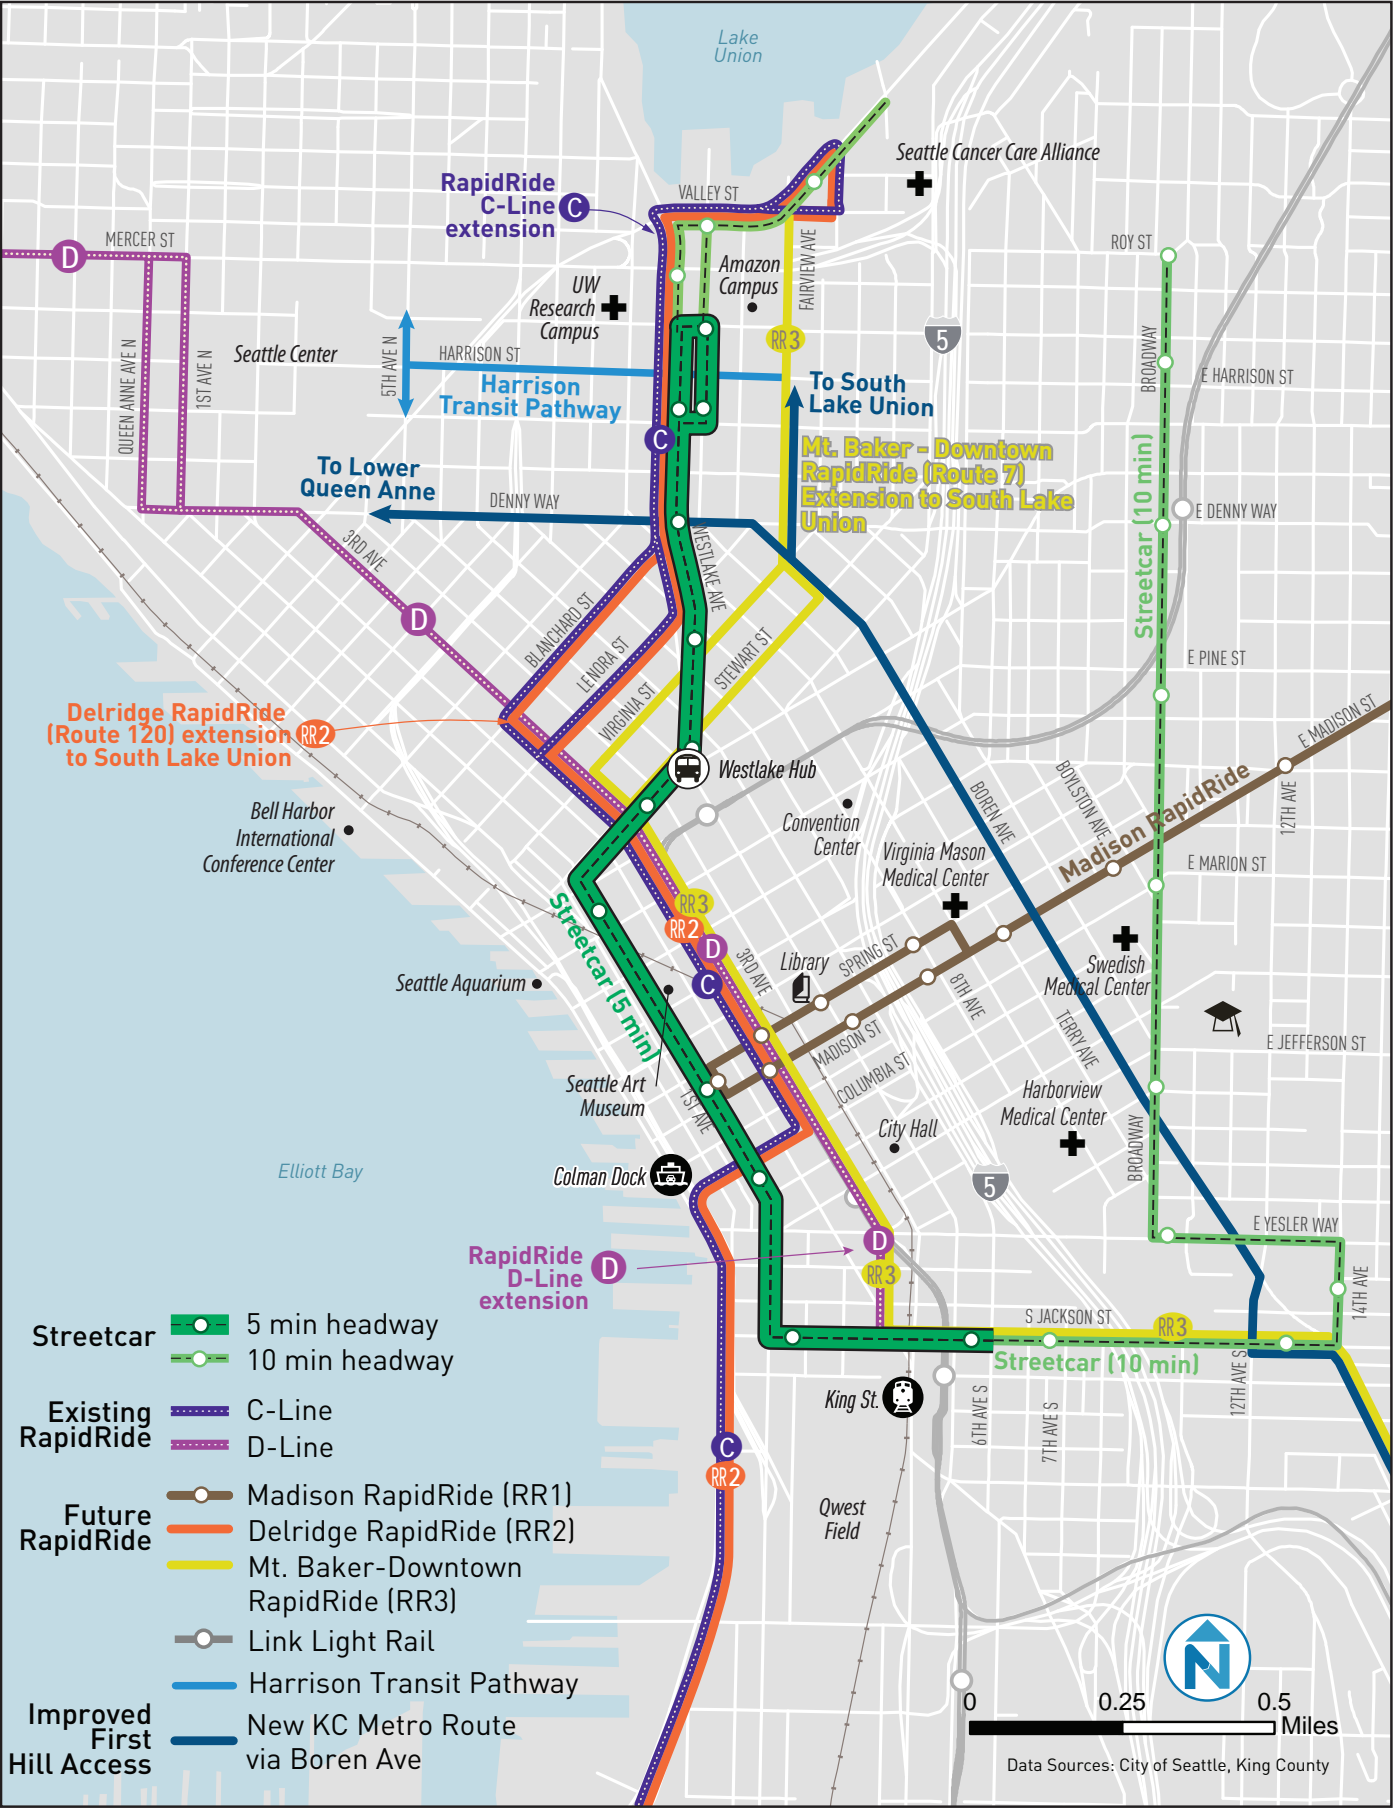 Lake
Union
Seattle Cancer Care Alliance
RapidRide
C-Line
extension
C
VALLEY ST
MERCER ST
D
ROY ST
FAIRVIEW AVE
Amazon
Campus
UW
Research
Campus
RR3
5
BROADWAY
Seattle Center
QUEEN ANNE AVE N
1ST AVE N
5TH AVE N
HARRISON ST
Harrison
Transit Pathway
E HARRISON ST
To South
Lake Union
C
Mt. Baker - Downtown
RapidRide (Route 7)
Extension to South Lake
Union
To Lower
Queen Anne
DENNY WAY
E DENNY WAY
Streetcar (10 min)
3RD AVE
WESTLAKE AVE
D
BLANCHARD ST
LENORA ST
VIRGINIA ST
STEWART ST
E PINE ST
Delridge RapidRide
(Route 120) extension
to South Lake Union
RR2
E MADISON ST
Westlake Hub
Madison RapidRide
BOREN AVE
BOYLSTON AVE
12TH AVE
Bell Harbor
International
Conference Center
Convention
Center
Virginia Mason
Medical Center
E MARION ST
Streetcar (5 min)
RR3
RR2
D
C
3RD AVE
Library
SPRING ST
8TH AVE
Swedish
Medical Center
Seattle Aquarium
TERRY AVE
MADISON ST
COLUMBIA ST
E JEFFERSON ST
Seattle Art
Museum
1ST AVE
Harborview
Medical Center
City Hall
BROADWAY
Elliott Bay
Colman Dock
5
E YESLER WAY
RapidRide
D-Line
extension
D
D
RR3
14TH AVE
S JACKSON ST
RR3
Streetcar (10 min)
12TH AVE S
King St.
6TH AVE S
7TH AVE S
C
RR2
Qwest
Field
Streetcar
5 min headway
10 min headway
Existing
RapidRide
C-Line
D-Line
Future
RapidRide
Madison RapidRide (RR1)
Delridge RapidRide (RR2)
Mt. Baker-Downtown
RapidRide (RR3)
Link Light Rail
Harrison Transit Pathway
Improved
First
Hill Access
New KC Metro Route
via Boren Ave
N
0
0.25
0.5
Miles
Data Sources: City of Seattle, King County